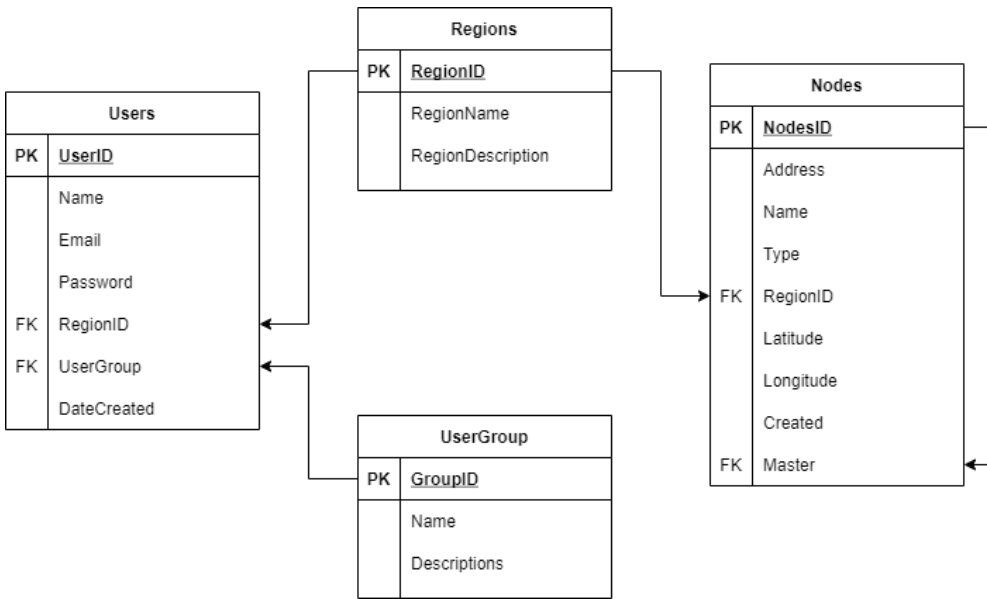 Regions
PK RegionID
RegionName
RegionDescription
Users
PK UserID
Name
Email
Password
FK RegionID
FK UserGroup
DateCreated
UserGroup
PK GroupID
Name
Descriptions
Nodes
PK NodesID
Address
Name
Type
FK RegionID
Latitude
Longitude
Created
FK Master